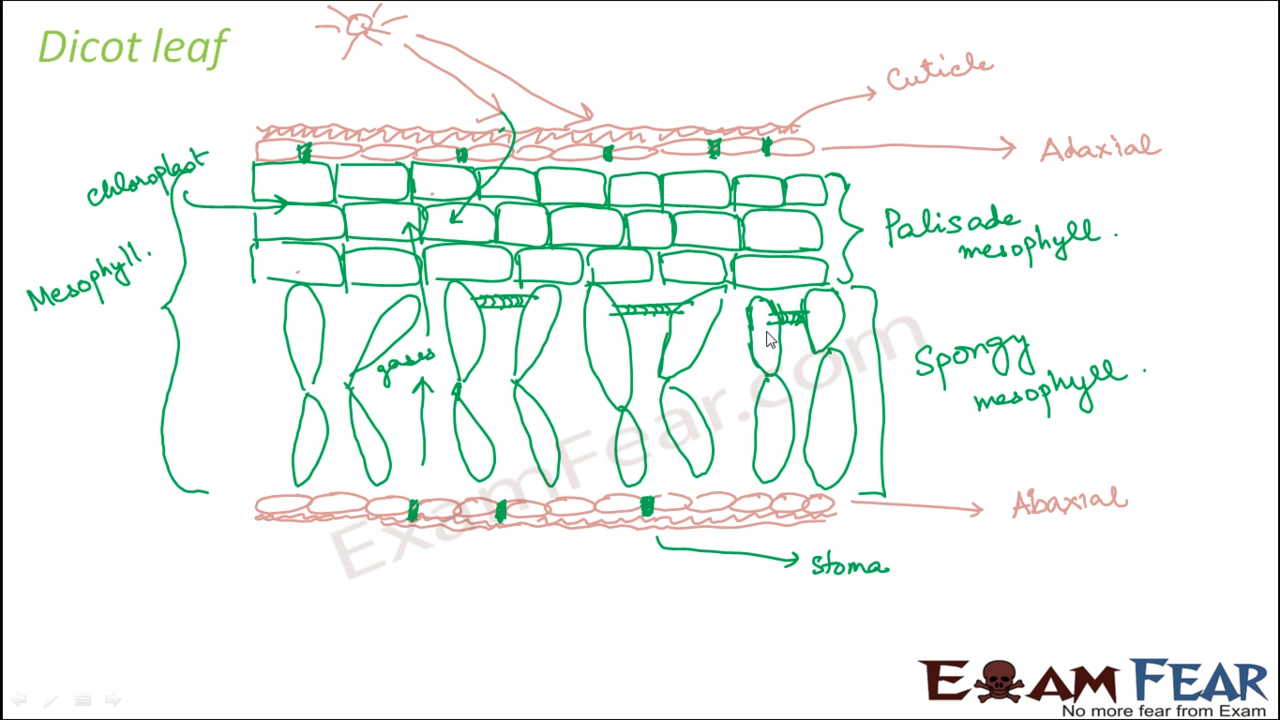 Dicot leaf
Cuticle
Adaxial
chloroplast
Palisade
mesophyll.
Mesophyll.
gases
Spongy
mesophyll.
Abaxial
Stoma
ExamFear.com
EXAM FEAR
No more fear from Exam